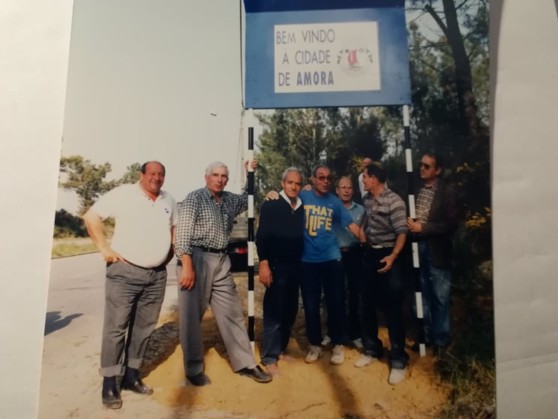 BEM VINDO
A CIDADE
DE AMORA
THAT
LIFE